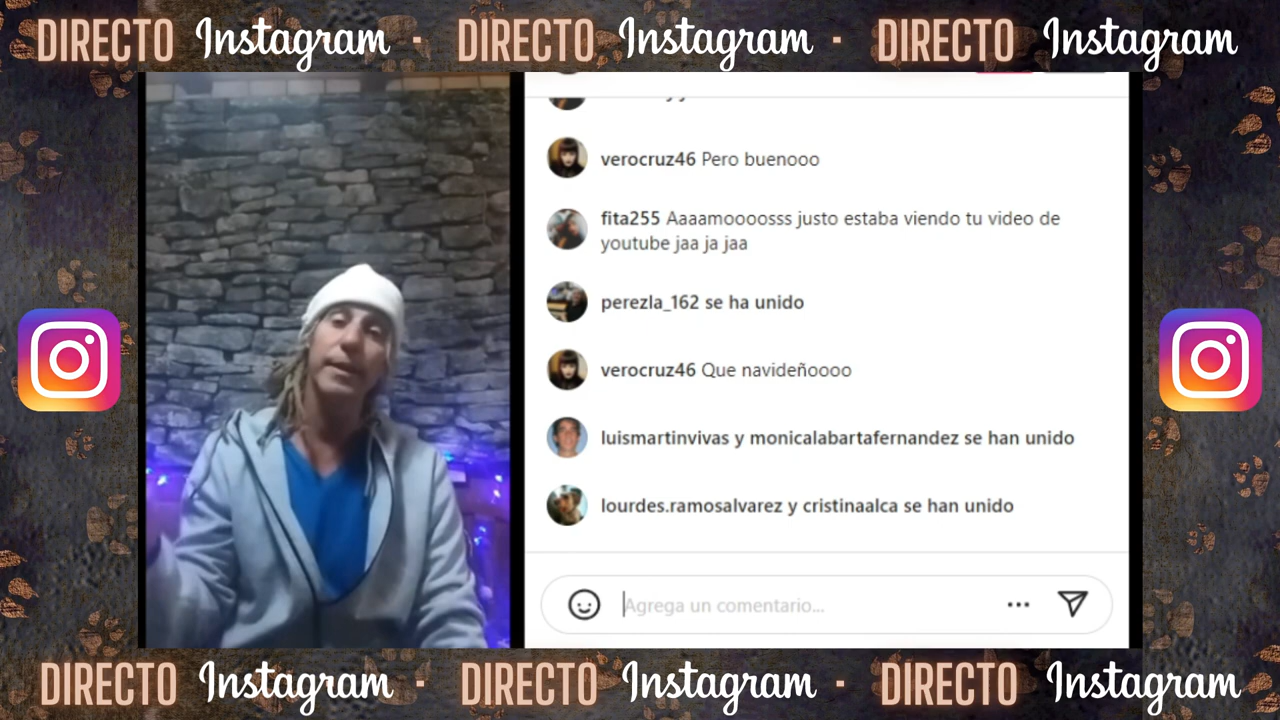 DIRECTO Instagram · DIRECTO Instagram · DIRECTO Instagram
verocruz46 Pero buenooo
fita255 Aaaamoooosss justo estaba viendo tu video de
youtube jaa ja jaa
perezla_162 se ha unido
verocruz46 Que navideñoooo
luismartinvivas y monicalabartafernandez se han unido
lourdes.ramosalvarez y cristinaalca se han unido
Agrega un comentario...
DIRECTO Instagram · DIRECTO Instagram · DIRECTO Instagram